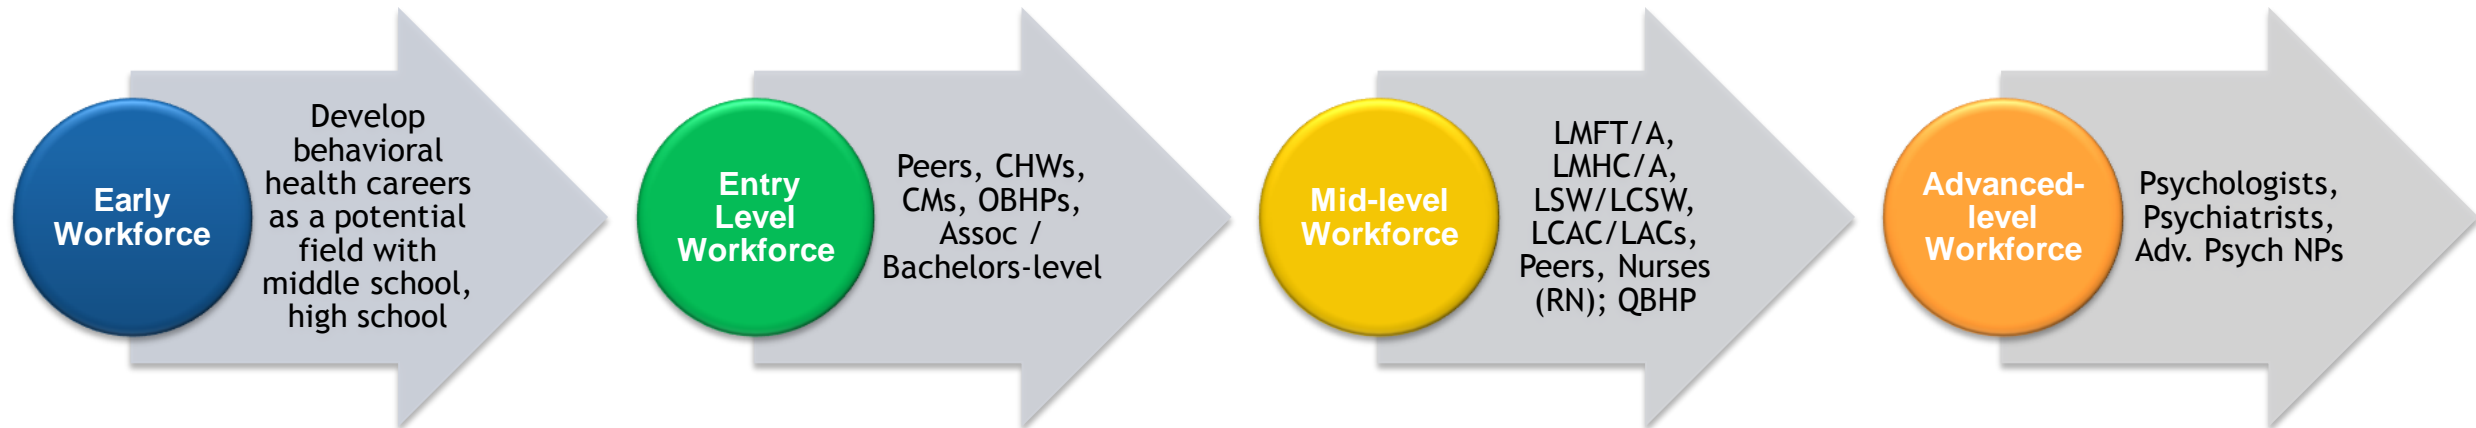 Early
Workforce
Develop
behavioral
health careers
as a potential
field with
middle school,
high school
Entry
Level
Workforce
Peers, CHWs,
CMs, OBHPs,
Assoc /
Bachelors-level
Mid-level
Workforce
LMFT/A,
LMHC/A,
LSW/LCSW,
LCAC/LACs,
Peers, Nurses
(RN); QBHP
Advanced-
level
Workforce
Psychologists,
Psychiatrists,
Adv. Psych NPs